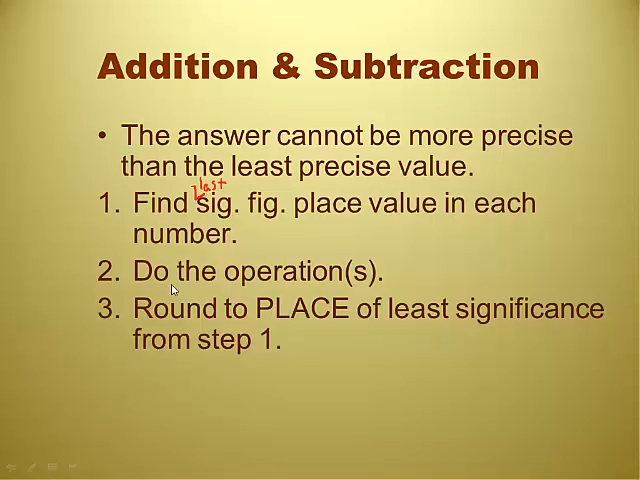 Addition & Subtraction
• The answer cannot be more precise
than the least precise value.
last
1. Find sig. fig. place value in each
number.
2. Do the operation(s).
3. Round to PLACE of least significance
from step 1.